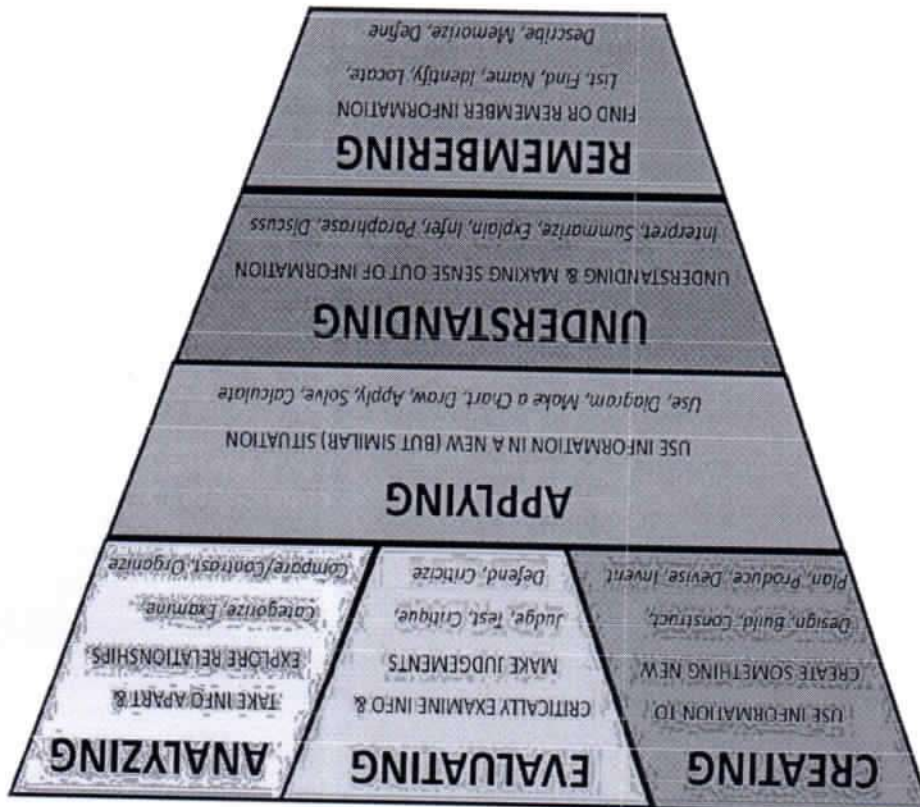 CREATING
USE INFORMATION TO
CREATE SOMETHING NEW
Design, Build, Construct,
Plan, Produce, Devise, Invent
EVALUATING
CRITICALLY EXAMINE INFO &
MAKE JUDGEMENTS
Judge, Test, Critique,
Defend, Criticize
ANALYZING
TAKE INFO APART &
EXPLORE RELATIONSHIPS
Categorize, Examine
Compare/Contrast, Organize
APPLYING
USE INFORMATION IN A NEW (BUT SIMILAR) SITUATION
Use, Diagram, Make a Chart, Draw, Apply, Solve, Calculate
UNDERSTANDING
UNDERSTANDING & MAKING SENSE OUT OF INFORMATION
Interpret, Summarize, Explain, Infer, Paraphrase, Discuss
REMEMBERING
FIND OR REMEMBER INFORMATION
List, Find, Name, Identify, Locate,
Describe, Memorize, Define